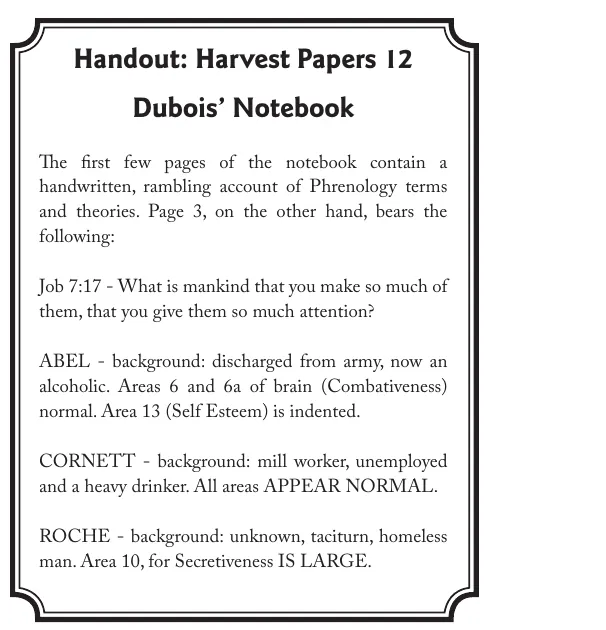 Handout: Harvest Papers 12
Dubois’ Notebook
The first few pages of the notebook contain a
handwritten, rambling account of Phrenology terms
and theories. Page 3, on the other hand, bears the
following:
Job 7:17 - What is mankind that you make so much of
them, that you give them so much attention?
ABEL - background: discharged from army, now an
alcoholic. Areas 6 and 6a of brain (Combativeness)
normal. Area 13 (Self Esteem) is indented.
CORNETT - background: mill worker, unemployed
and a heavy drinker. All areas APPEAR NORMAL.
ROCHE - background: unknown, taciturn, homeless
man. Area 10, for Secretiveness IS LARGE.